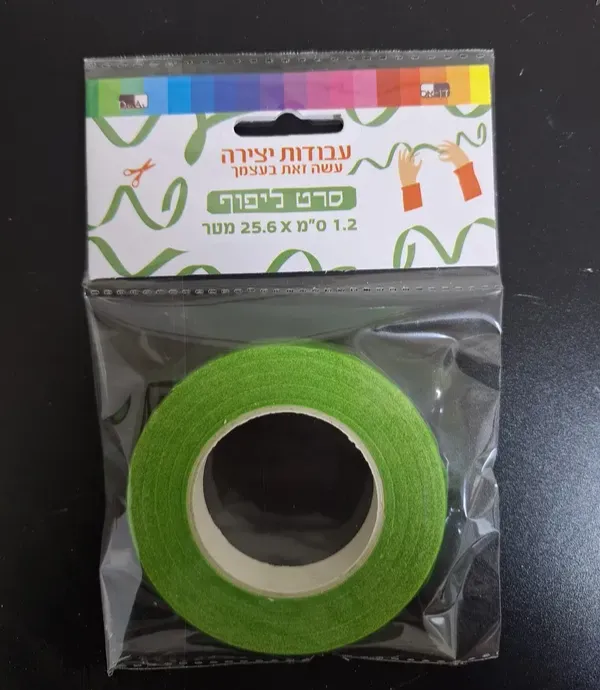 עבודות יצירה
עשה זאת בעצמך
סרט ליפוף
1.2 ס"מ X 25.6 מטר